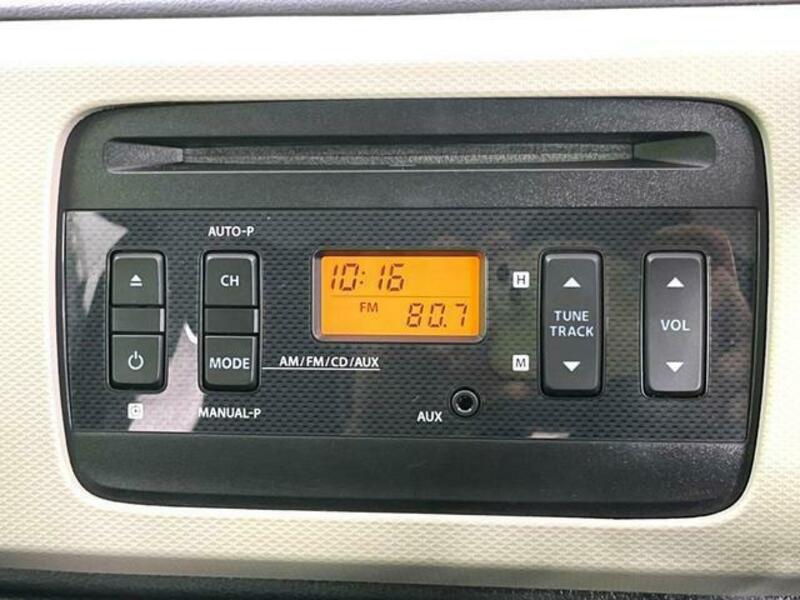 AUTO-P
CH
MODE
AM/FM/CD/AUX
MANUAL-P
10:16
FM
80.7
AUX
H
M
TUNE
TRACK
VOL